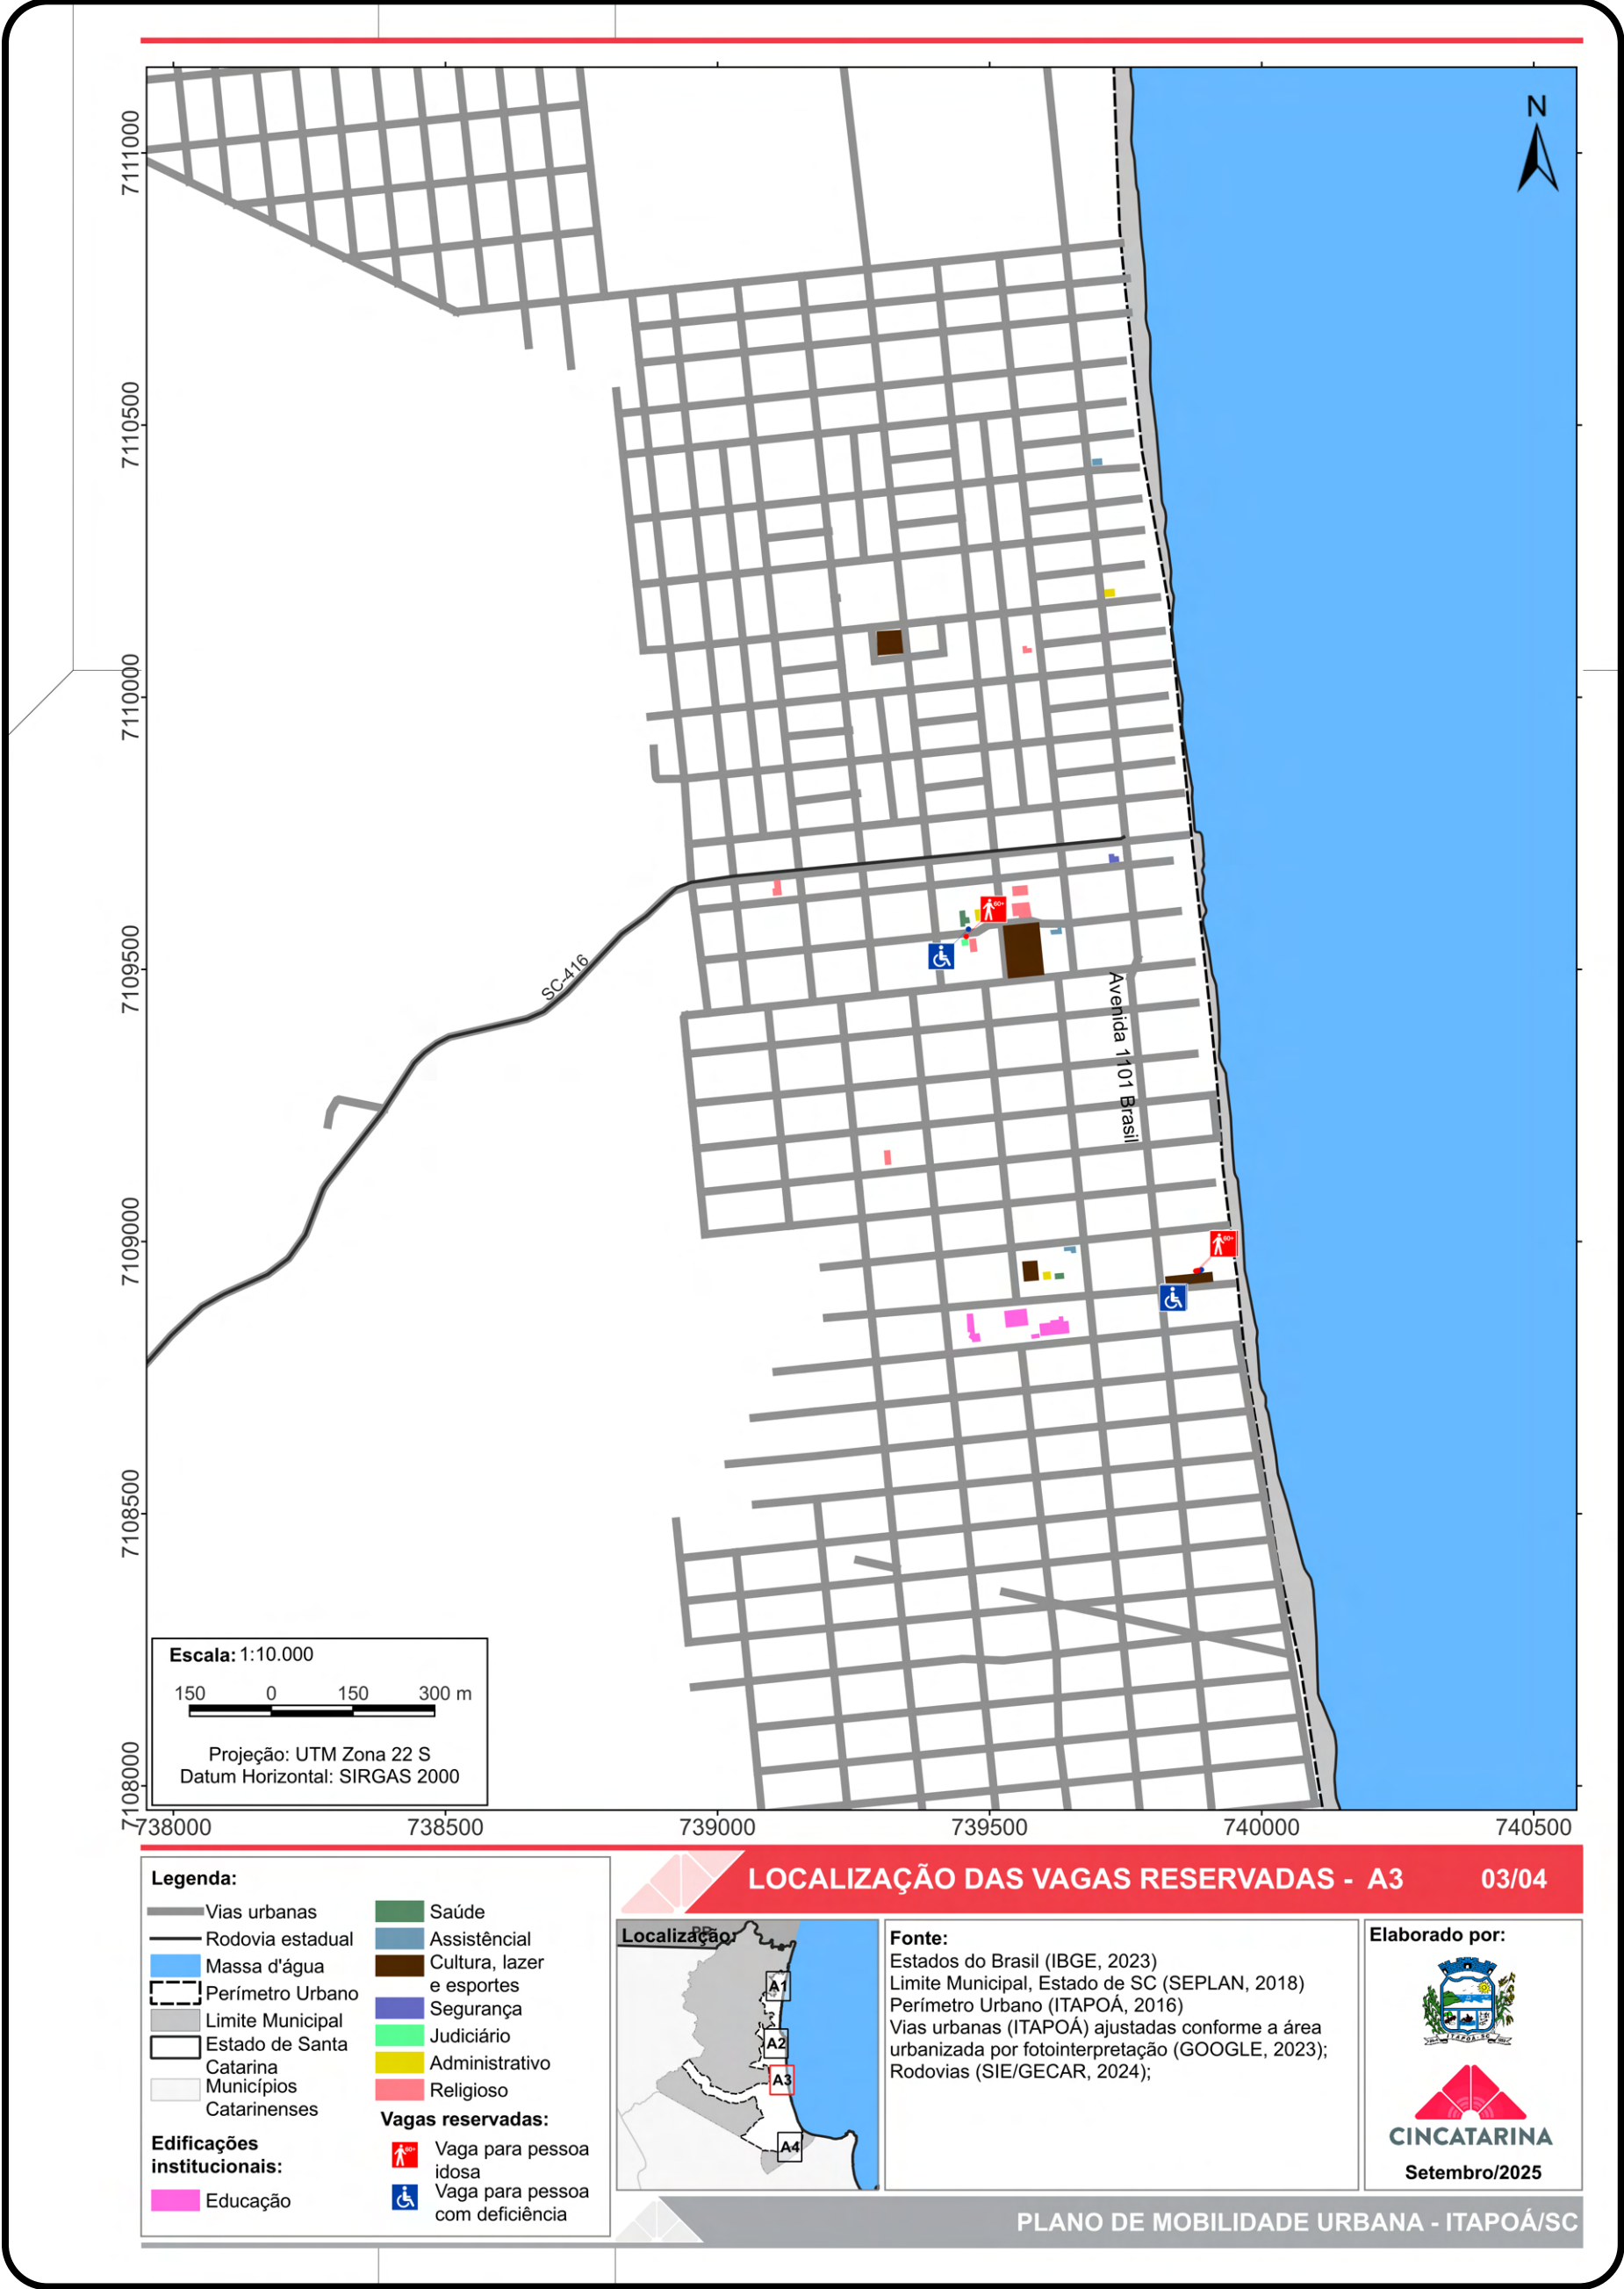 N
7111000
7110500
7110000
7109500
7109000
7108500
7108000
60+
SC-416
Avenida 1101 Brasil
60+
Escala: 1:10.000
150 0 150 300 m
Projeção: UTM Zona 22 S
Datum Horizontal: SIRGAS 2000
738000 738500 739000 739500 740000 740500
LOCALIZAÇÃO DAS VAGAS RESERVADAS - A3 03/04
Legenda:
Vias urbanas
Rodovia estadual
Massa d'água
Perímetro Urbano
Limite Municipal
Estado de Santa
Catarina
Municípios
Catarinenses
Edificações
institucionais:
Educação
Saúde
Assistêncial
Cultura, lazer
e esportes
Segurança
Judiciário
Administrativo
Religioso
Vagas reservadas:
60+
Vaga para pessoa
idosa
Vaga para pessoa
com deficiência
Localização:
PR
A1
A2
A3
A4
Fonte:
Estados do Brasil (IBGE, 2023)
Limite Municipal, Estado de SC (SEPLAN, 2018)
Perímetro Urbano (ITAPOÁ, 2016)
Vias urbanas (ITAPOÁ) ajustadas conforme a área
urbanizada por fotointerpretação (GOOGLE, 2023);
Rodovias (SIE/GECAR, 2024);
Elaborado por:
ITAPOÁ-SC
CINCATARINA
Setembro/2025
PLANO DE MOBILIDADE URBANA - ITAPOÁ/SC